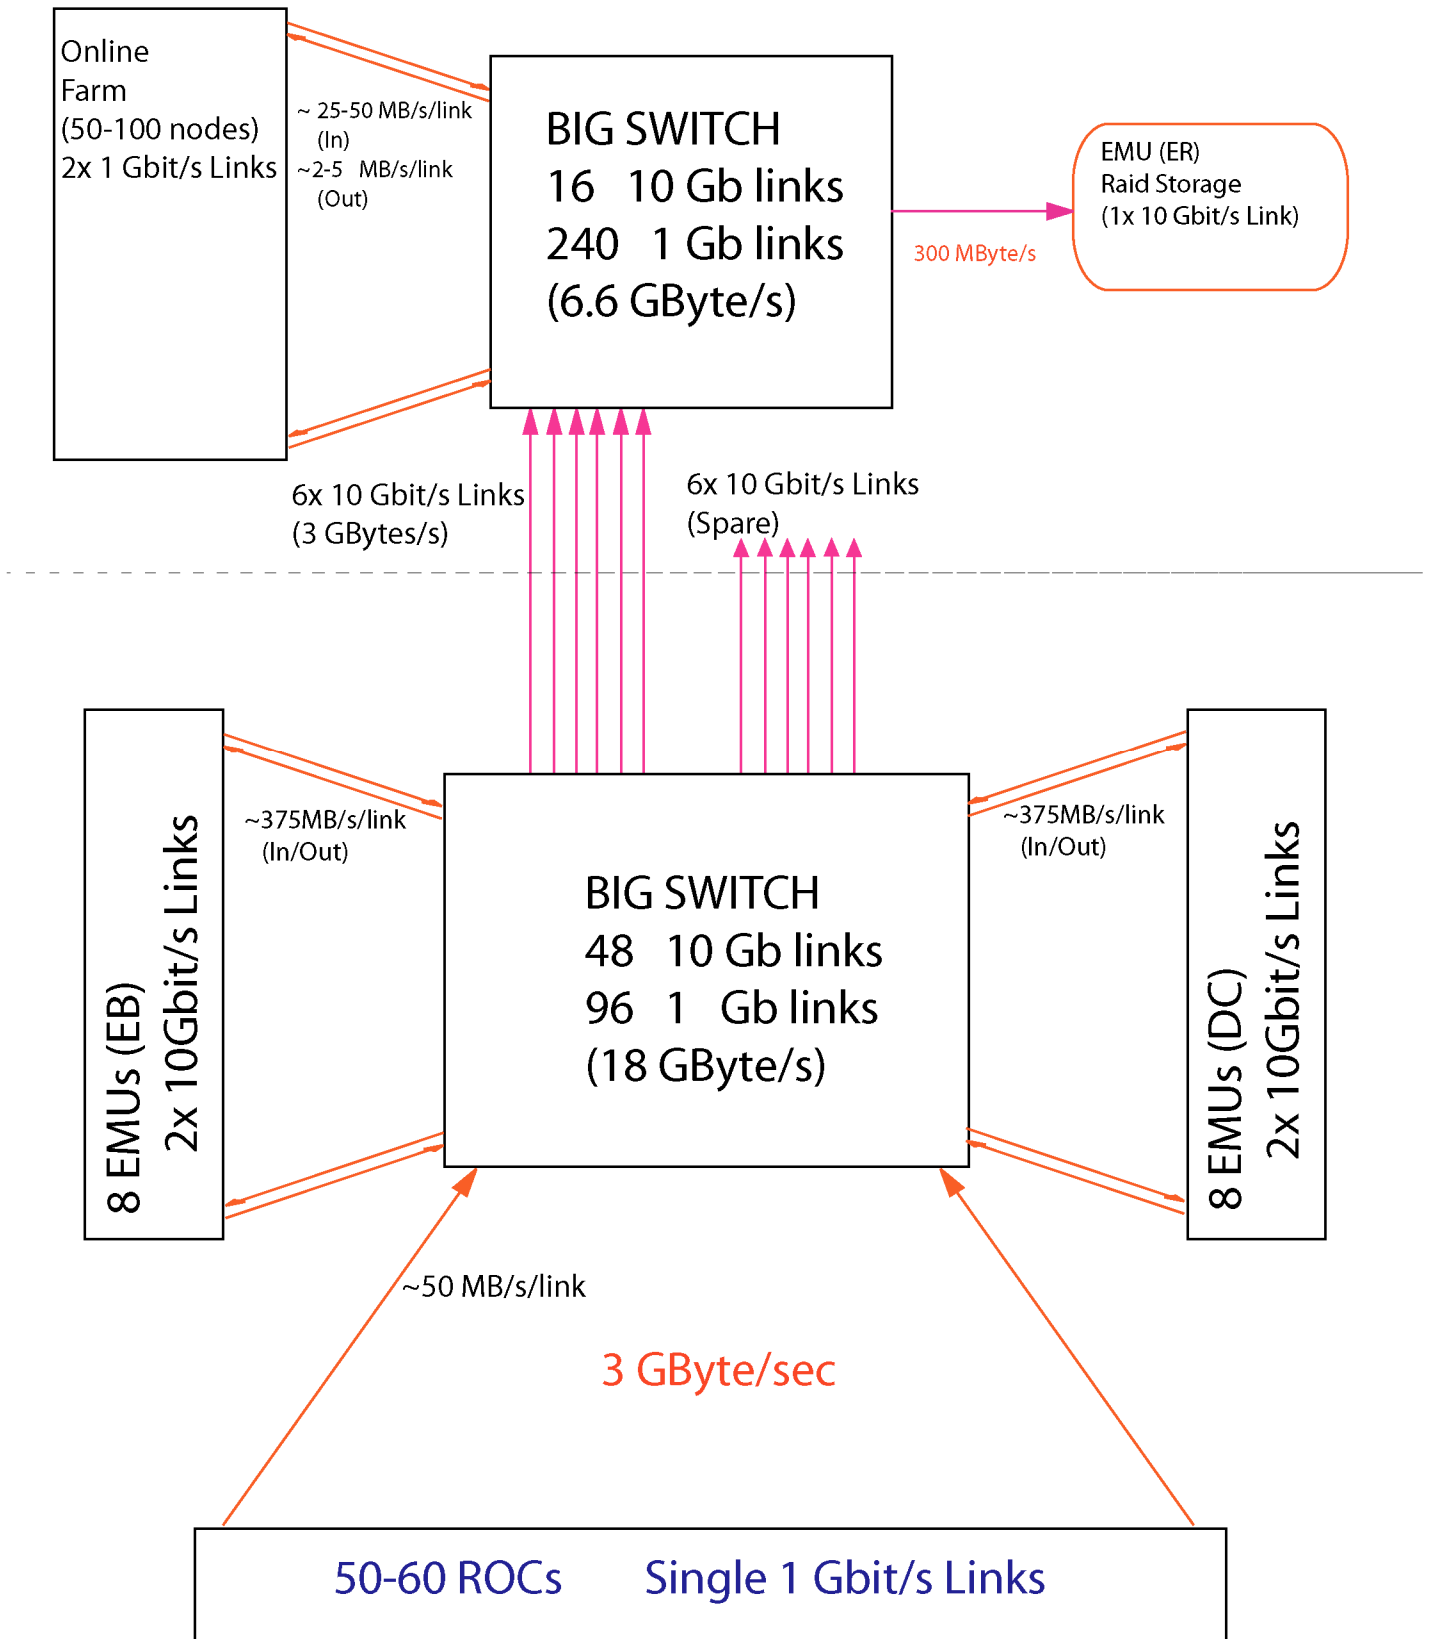 Online
Farm
(50-100 nodes)
2x 1 Gbit/s Links
~ 25-50 MB/s/link
(In)
~2-5 MB/s/link
(Out)
BIG SWITCH
16 10 Gb links
240 1 Gb links
(6.6 GByte/s)
300 MByte/s
EMU (ER)
Raid Storage
(1x 10 Gbit/s Link)
6x 10 Gbit/s Links
(3 GBytes/s)
6x 10 Gbit/s Links
(Spare)
8 EMUs (EB)
2x 10Gbit/s Links
~375MB/s/link
(In/Out)
BIG SWITCH
48 10 Gb links
96 1 Gb links
(18 GByte/s)
~375MB/s/link
(In/Out)
8 EMUs (DC)
2x 10Gbit/s Links
~50 MB/s/link
3 GByte/sec
50-60 ROCs Single 1 Gbit/s Links